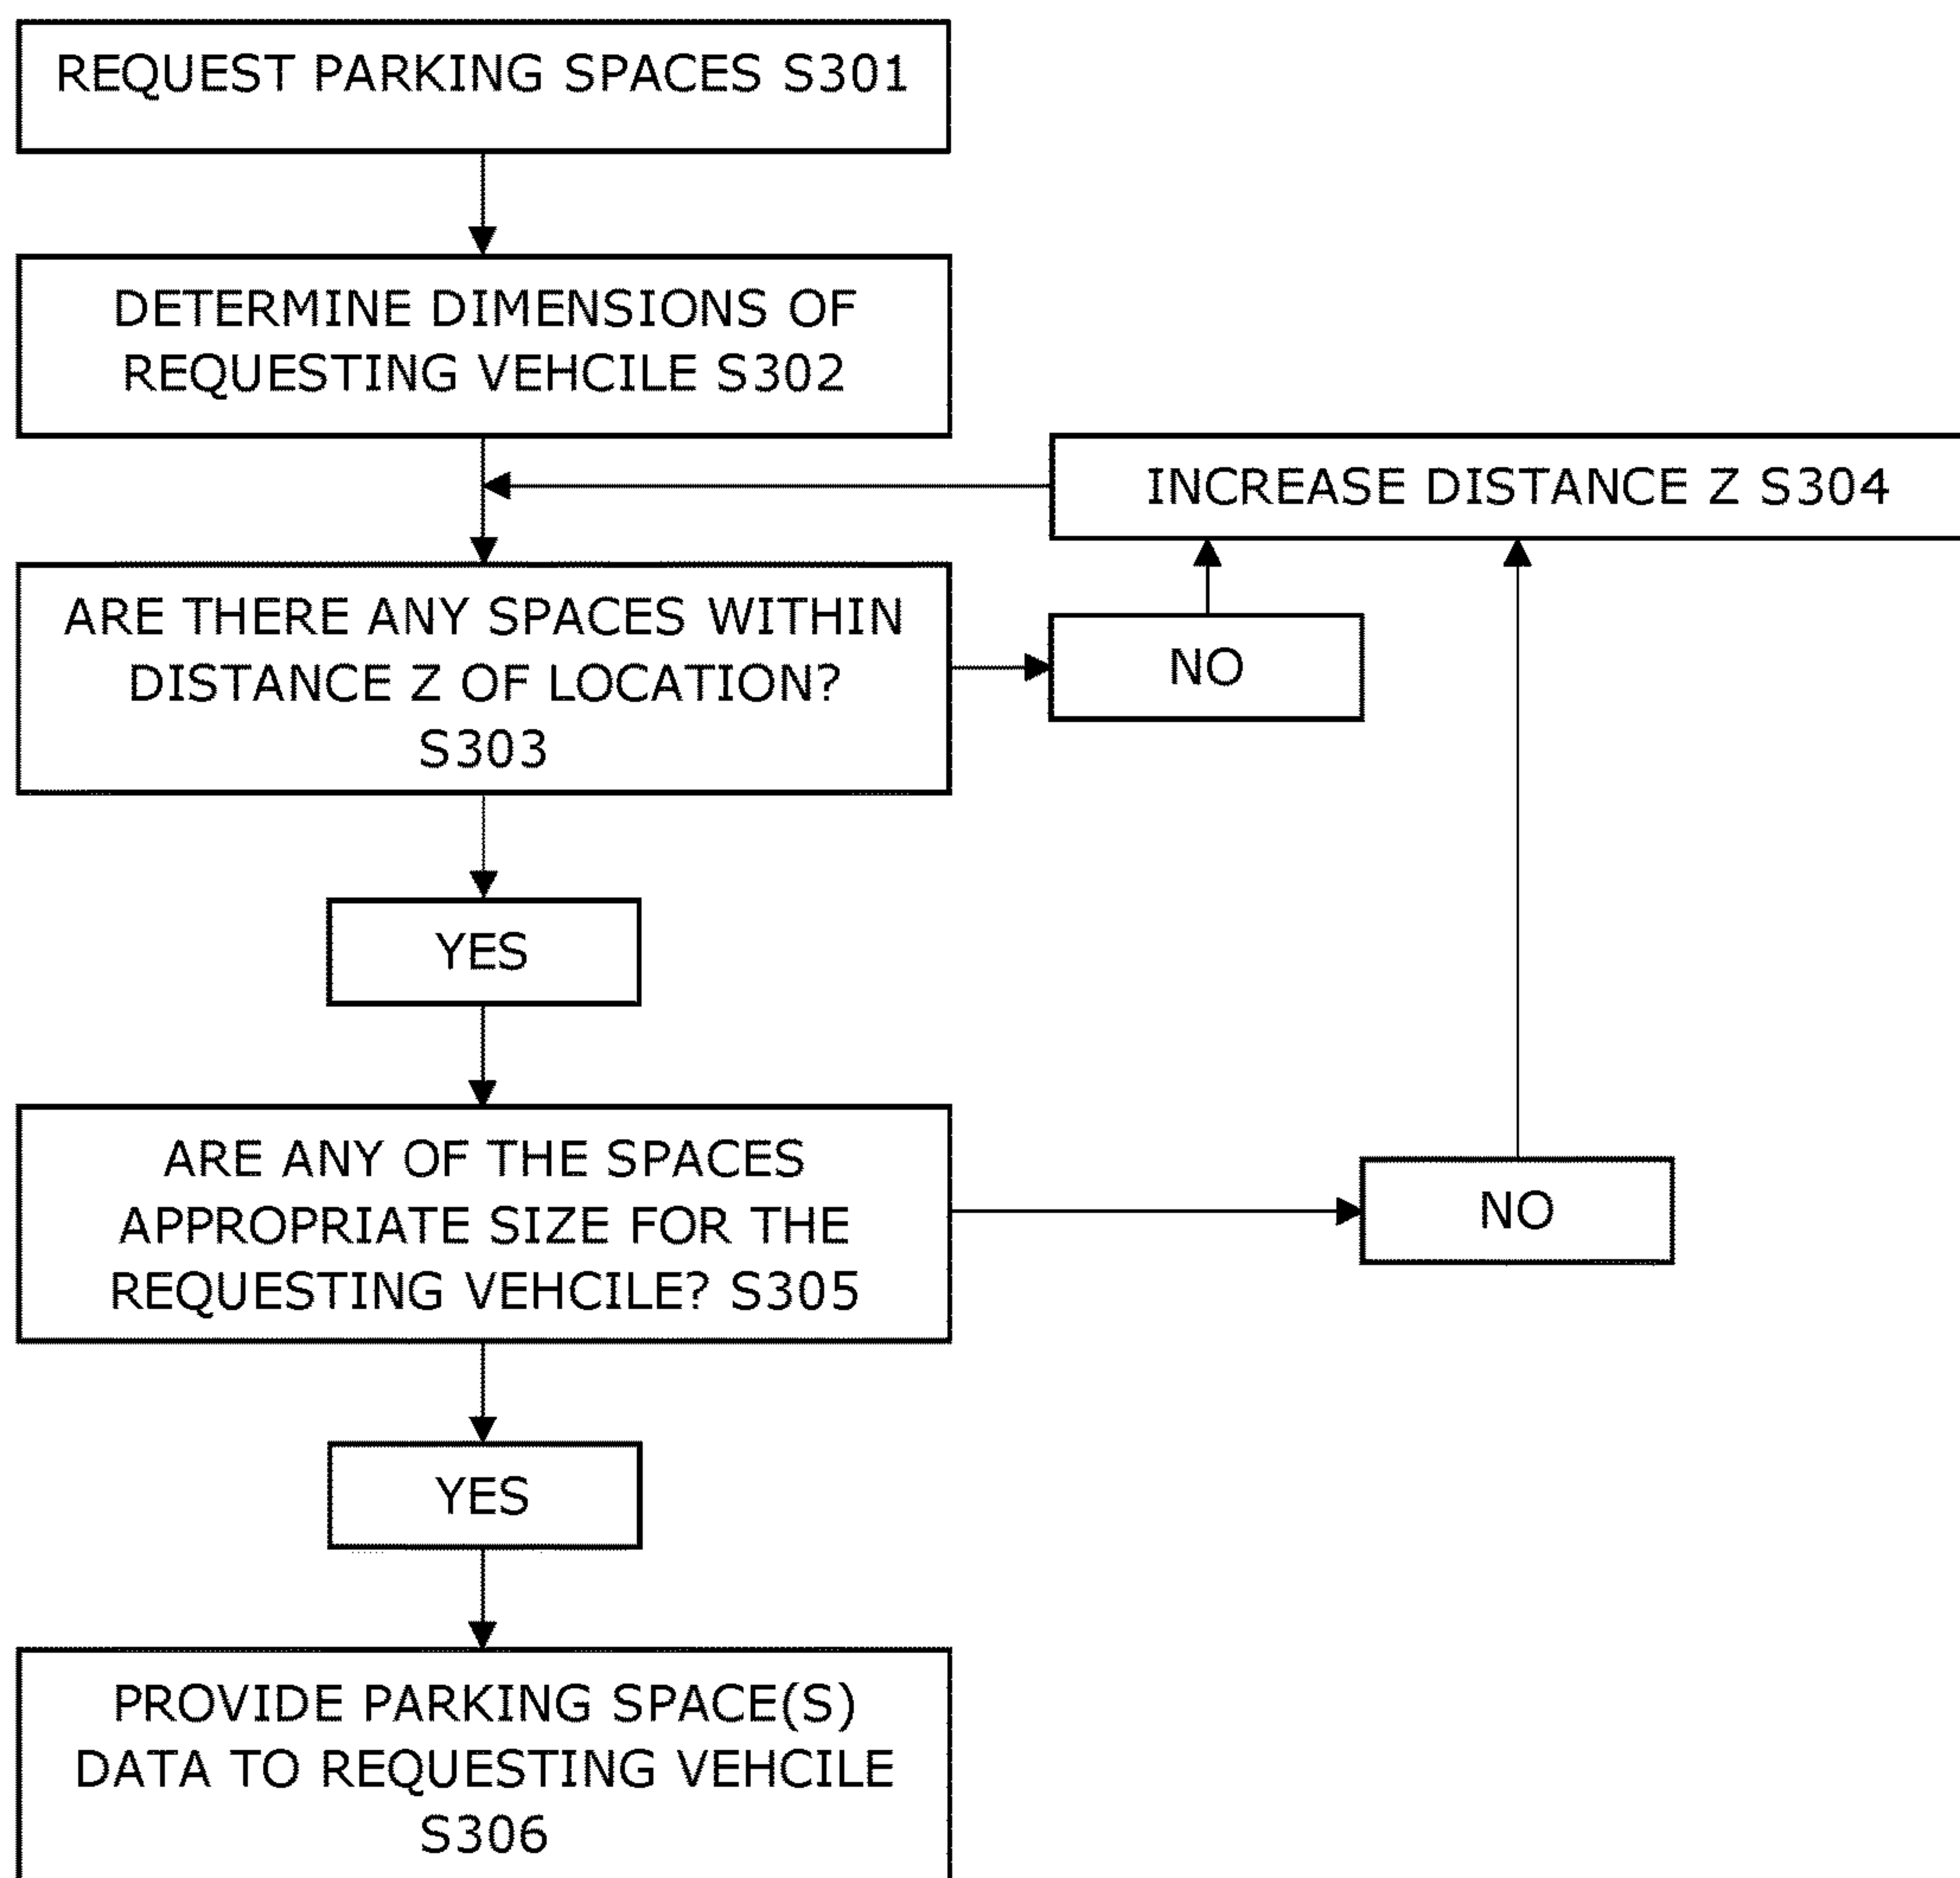 REQUEST PARKING SPACES S301
DETERMINE DIMENSIONS OF
REQUESTING VEHCILE S302
INCREASE DISTANCE Z S304
ARE THERE ANY SPACES WITHIN
DISTANCE Z OF LOCATION?
S303
NO
YES
ARE ANY OF THE SPACES
APPROPRIATE SIZE FOR THE
REQUESTING VEHCILE? S305
NO
YES
PROVIDE PARKING SPACE(S)
DATA TO REQUESTING VEHCILE
S306